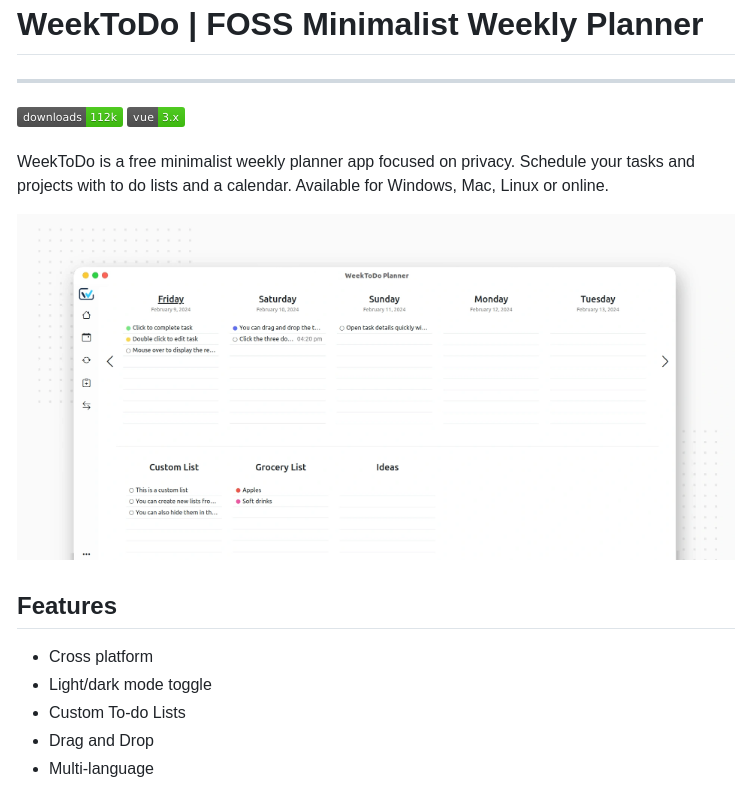 WeekToDo | FOSS Minimalist Weekly Planner
downloads 112k vue 3.x
WeekToDo is a free minimalist weekly planner app focused on privacy. Schedule your tasks and
projects with to do lists and a calendar. Available for Windows, Mac, Linux or online.
WeekToDo Planner
Friday Saturday Sunday Monday Tuesday
February 9, 2024 February 10, 2024 February 11, 2024 February 12, 2024 February 13, 2024
Click to complete task You can drag and drop the t... Open task details quickly wi...
Double click to edit task Click the three do... 04:20 pm
Mouse over to display the re...
Custom List Grocery List Ideas
This is a custom list Apples
You can create new lists fro... Soft drinks
You can also hide them in th...
Features
Cross platform
Light/dark mode toggle
Custom To-do Lists
Drag and Drop
Multi-language